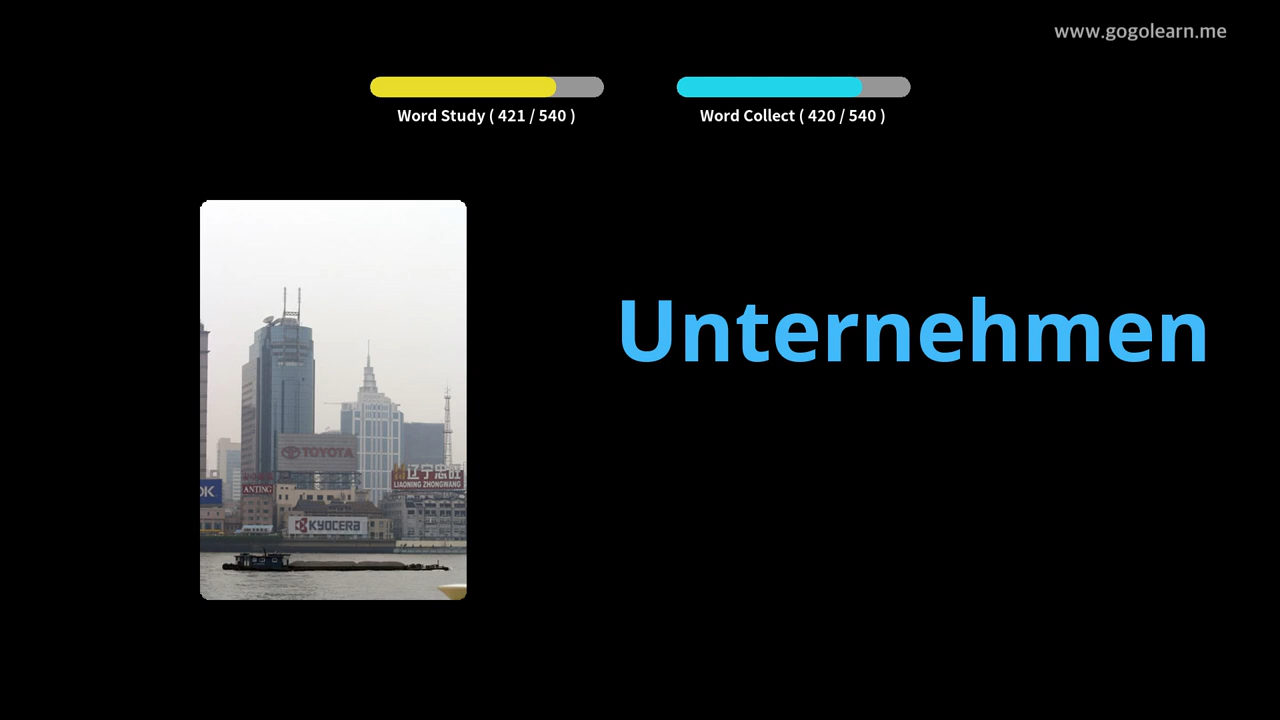 www.gogolearn.me
Word Study ( 421 / 540 )
Word Collect ( 420 / 540 )
Unternehmen
TOYOTA
辽宁忠旺
LIAONING ZHONGWANG
OK
ANTING
KYOCERA